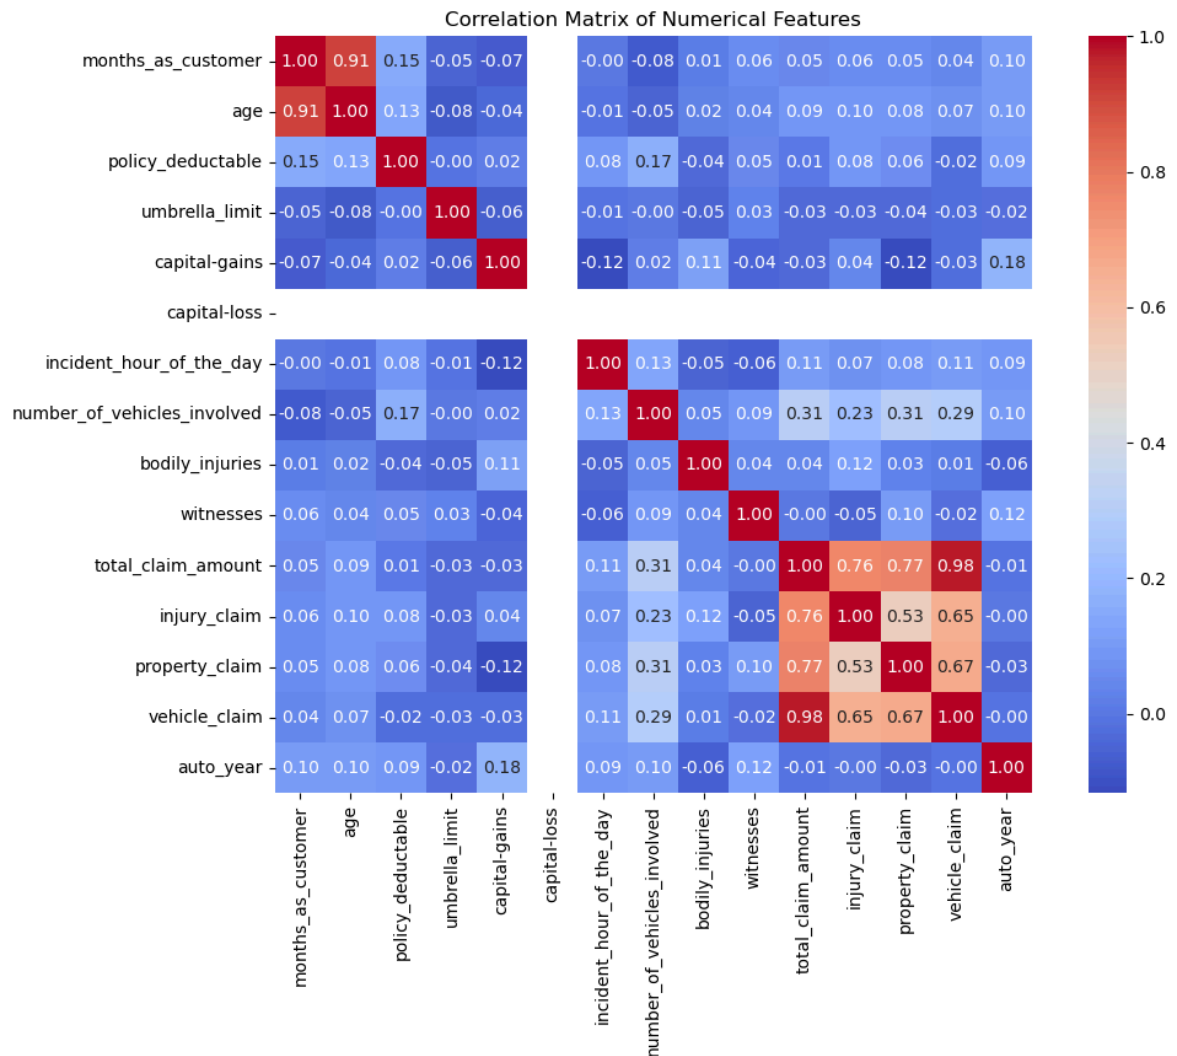 Correlation Matrix of Numerical Features
months_as_customer 1.00 0.91 0.15 -0.05 -0.07 -0.00 -0.08 0.01 0.06 0.05 0.06 0.05 0.04 0.10
age 0.91 1.00 0.13 -0.08 -0.04 -0.01 -0.05 0.02 0.04 0.09 0.10 0.08 0.07 0.10
policy_deductable 0.15 0.13 1.00 -0.00 0.02 0.08 0.17 -0.04 0.05 0.01 0.08 0.06 -0.02 0.09
umbrella_limit -0.05 -0.08 -0.00 1.00 -0.06 -0.01 -0.00 -0.05 0.03 -0.03 -0.03 -0.04 -0.03 -0.02
capital-gains -0.07 -0.04 0.02 -0.06 1.00 -0.12 0.02 0.11 -0.04 -0.03 0.04 -0.12 -0.03 0.18
capital-loss
incident_hour_of_the_day -0.00 -0.01 0.08 -0.01 -0.12 1.00 0.13 -0.05 -0.06 0.11 0.07 0.08 0.11 0.09
number_of_vehicles_involved -0.08 -0.05 0.17 -0.00 0.02 0.13 1.00 0.05 0.09 0.31 0.23 0.31 0.29 0.10
bodily_injuries 0.01 0.02 -0.04 -0.05 0.11 -0.05 0.05 1.00 0.04 0.04 0.12 0.03 0.01 -0.06
witnesses 0.06 0.04 0.05 0.03 -0.04 -0.06 0.09 0.04 1.00 -0.00 -0.05 0.10 -0.02 0.12
total_claim_amount 0.05 0.09 0.01 -0.03 -0.03 0.11 0.31 0.04 -0.00 1.00 0.76 0.77 0.98 -0.01
injury_claim 0.06 0.10 0.08 -0.03 0.04 0.07 0.23 0.12 -0.05 0.76 1.00 0.53 0.65 -0.00
property_claim 0.05 0.08 0.06 -0.04 -0.12 0.08 0.31 0.03 0.10 0.77 0.53 1.00 0.67 -0.03
vehicle_claim 0.04 0.07 -0.02 -0.03 -0.03 0.11 0.29 0.01 -0.02 0.98 0.65 0.67 1.00 -0.00
auto_year 0.10 0.10 0.09 -0.02 0.18 0.09 0.10 -0.06 0.12 -0.01 -0.00 -0.03 -0.00 1.00
months_as_customer
age
policy_deductable
umbrella_limit
capital-gains
capital-loss
incident_hour_of_the_day
number_of_vehicles_involved
bodily_injuries
witnesses
total_claim_amount
injury_claim
property_claim
vehicle_claim
auto_year
1.0
0.8
0.6
0.4
0.2
0.0